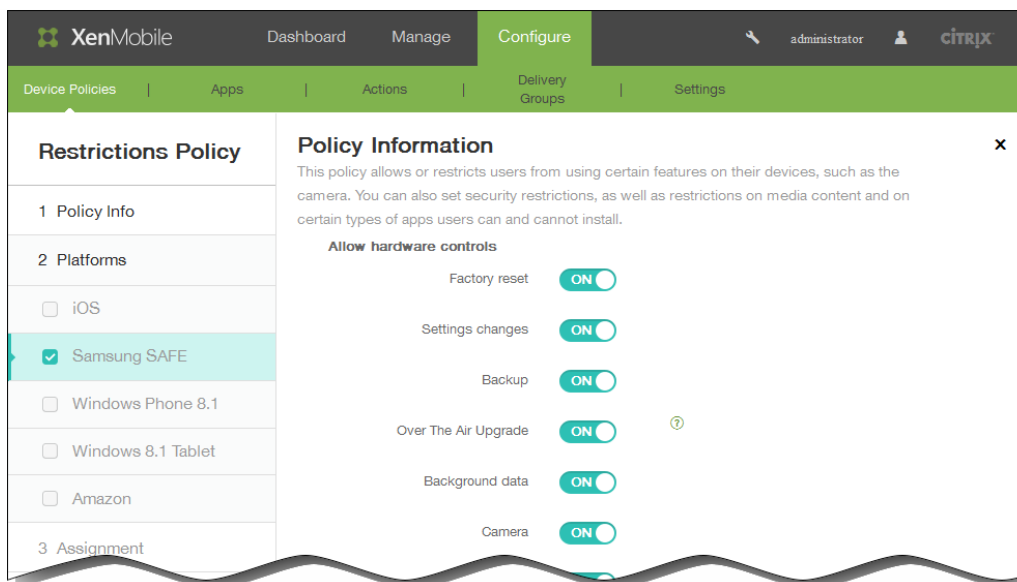 XenMobile
Dashboard
Manage
Configure
administrator
CİTRIX
Device Policies | Apps | Actions | Delivery Groups | Settings
Restrictions Policy
1 Policy Info
2 Platforms
iOS
Samsung SAFE
Windows Phone 8.1
Windows 8.1 Tablet
Amazon
3 Assignment
Policy Information
This policy allows or restricts users from using certain features on their devices, such as the
camera. You can also set security restrictions, as well as restrictions on media content and on
certain types of apps users can and cannot install.
Allow hardware controls
Factory reset ON
Settings changes ON
Backup ON
Over The Air Upgrade ON ?
Background data ON
Camera ON